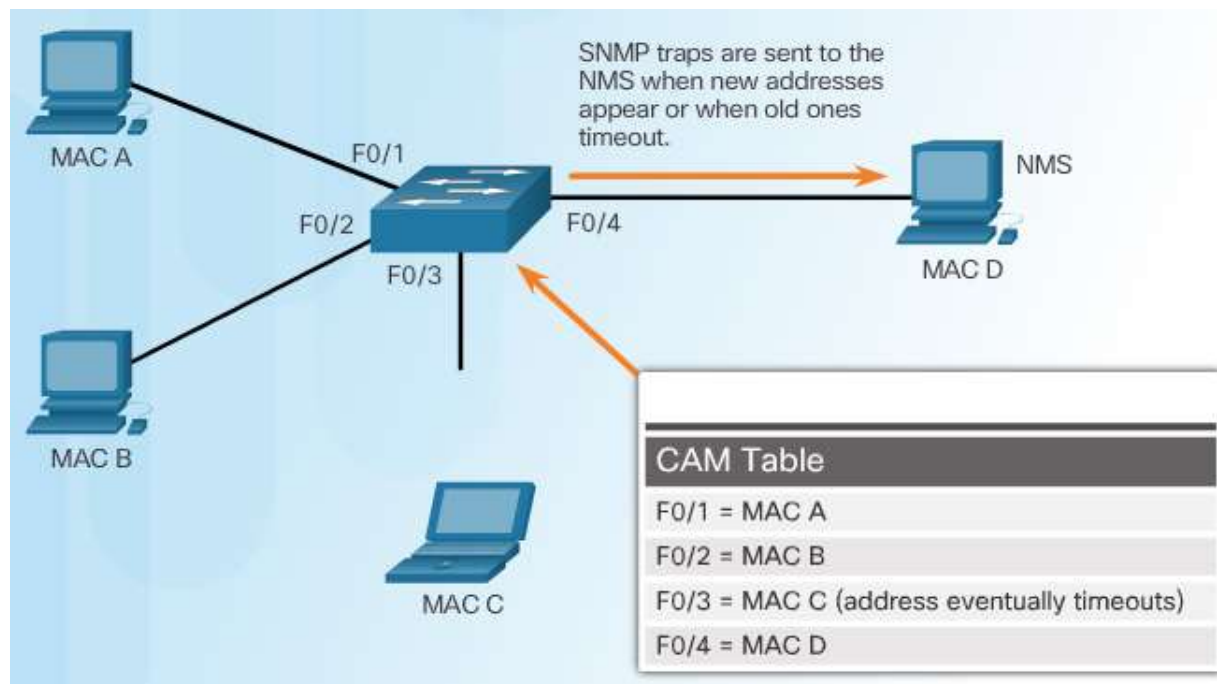 SNMP traps are sent to the
NMS when new addresses
appear or when old ones
timeout.
MAC A
F0/1
NMS
F0/2
F0/4
F0/3
MAC D
MAC B
MAC C
CAM Table
F0/1 = MAC A
F0/2 = MAC B
F0/3 = MAC C (address eventually timeouts)
F0/4 = MAC D